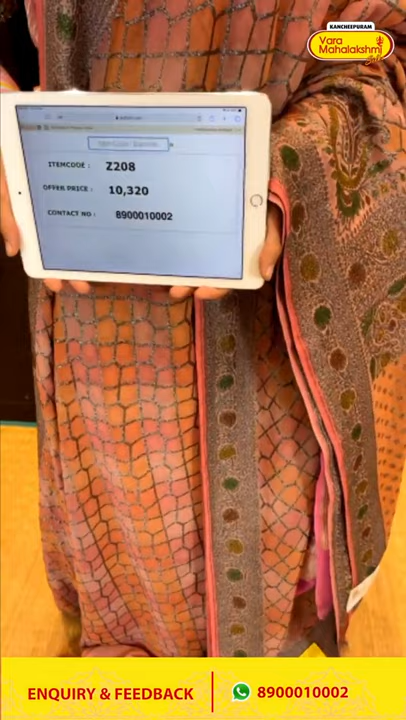 KANCHEEPURAM
Vara
Mahalakshmi
ITEMCODE : Z208
OFFER PRICE : 10,320
CONTACT NO : 8900010002
ENQUIRY & FEEDBACK 8900010002